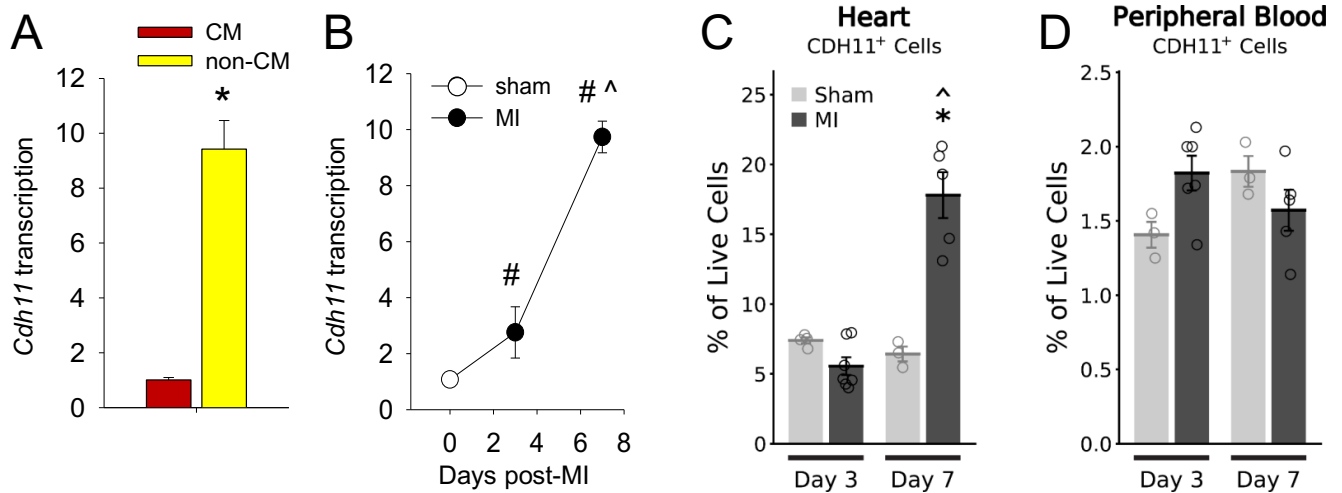 A
CM
non-CM
*
Cdh11 transcription
12
10
8
6
4
2
0
B
sham
MI
# ^
#
Cdh11 transcription
12
10
8
6
4
2
0
0 2 4 6 8
Days post-MI
C
Heart
CDH11+ Cells
Sham
MI
^
*
% of Live Cells
25
20
15
10
5
0
Day 3 Day 7
D
Peripheral Blood
CDH11+ Cells
% of Live Cells
2.5
2.0
1.5
1.0
0.5
0.0
Day 3 Day 7